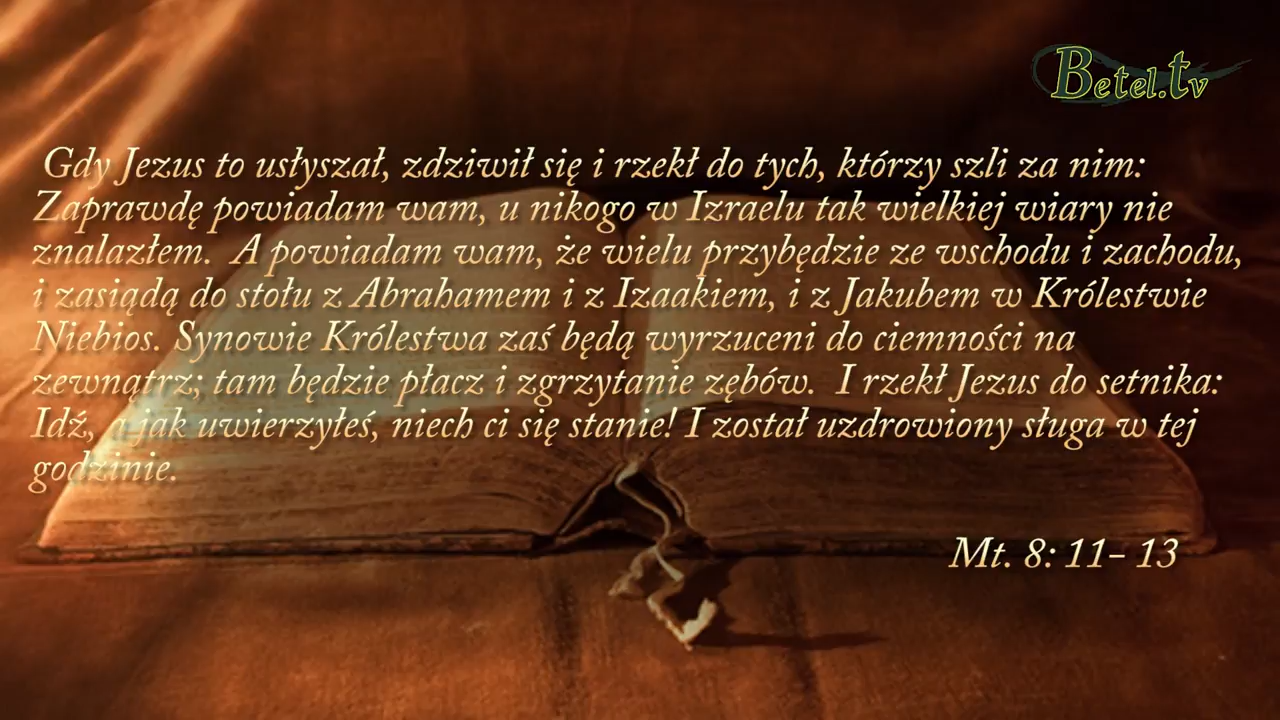 Betel.tv
Gdy Jezus to usłyszał, zdziwił się i rzekł do tych, którzy szli za nim:
Zaprawdę powiadam wam, u nikogo w Izraelu tak wielkiej wiary nie
znalazłem. A powiadam wam, że wielu przybędzie ze wschodu i zachodu,
i zasiądą do stołu z Abrahamem i z Izaakiem, i z Jakubem w Królestwie
Niebios. Synowie Królestwa zaś będą wyrzuceni do ciemności na
zewnątrz; tam będzie płacz i zgrzytanie zębów. I rzekł Jezus do setnika:
Idź, a jak uwierzyłeś, niech ci się stanie! I został uzdrowiony sługa w tej
godzinie.
Mt. 8: 11- 13